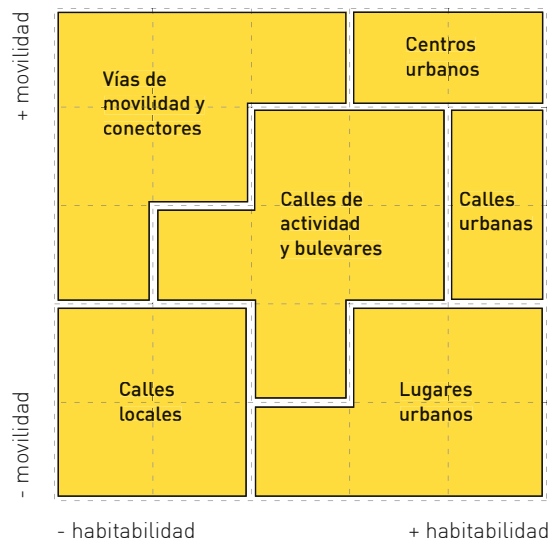 + movilidad
Vías de
movilidad y
conectores
Centros
urbanos
Calles de
actividad
y bulevares
Calles
urbanas
Calles
locales
Lugares
urbanos
- movilidad
- habitabilidad
+ habitabilidad